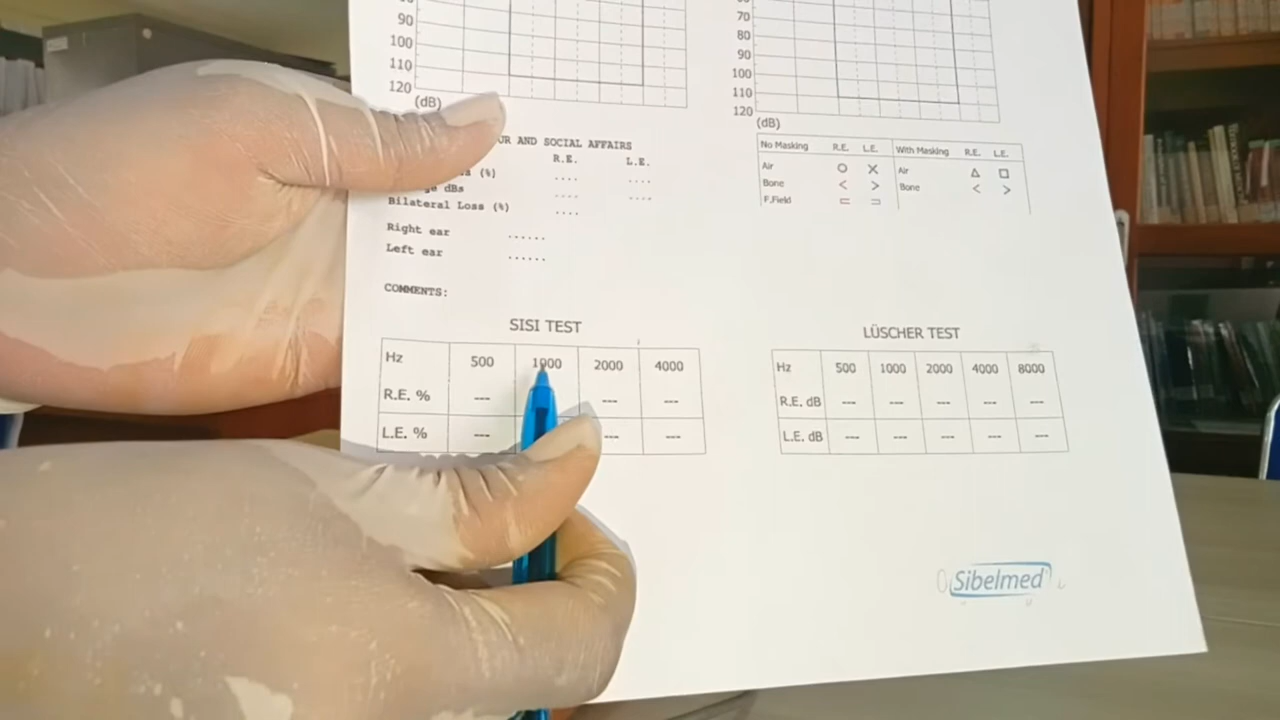 90
100
110
120
(dB)
70
80
90
100
110
120
(dB)
AND SOCIAL AFFAIRS
R.E. L.E.
(%)
.... ....
dBs
.... ....
Bilateral Loss (%)
....
Right ear ......
Left ear ......
COMMENTS:
No Masking R.E. L.E. With Masking R.E. L.E.
Air O X Air △ □
Bone < > Bone < >
F.Field ⊏ ⊐
SISI TEST
Hz 500 1000 2000 4000
R.E. % --- --- ---
L.E. % --- --- ---
LÜSCHER TEST
Hz 500 1000 2000 4000 8000
R.E. dB --- --- --- --- ---
L.E. dB --- --- --- --- ---
Sibelmed